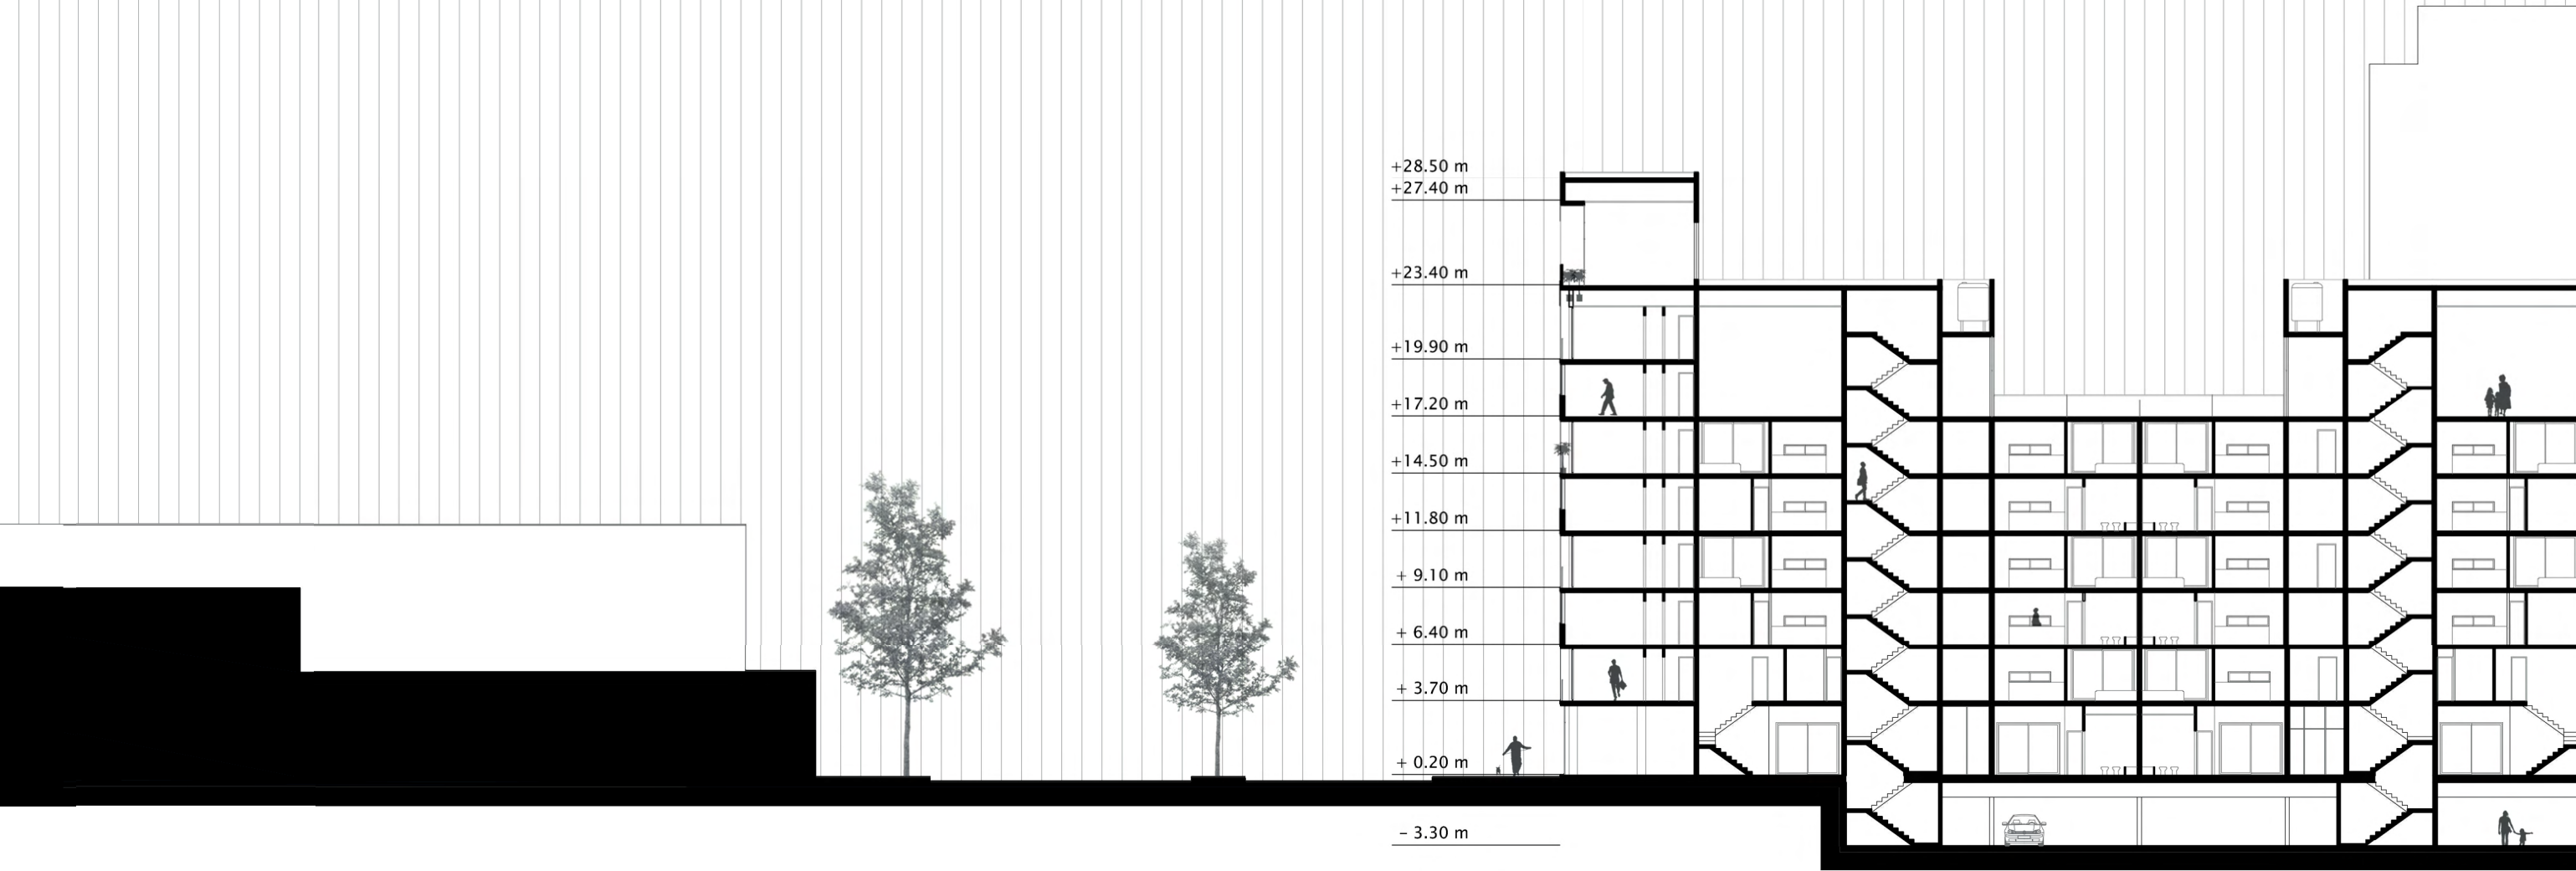 +28.50 m
+27.40 m
+23.40 m
+19.90 m
+17.20 m
+14.50 m
+11.80 m
+ 9.10 m
+ 6.40 m
+ 3.70 m
+ 0.20 m
– 3.30 m